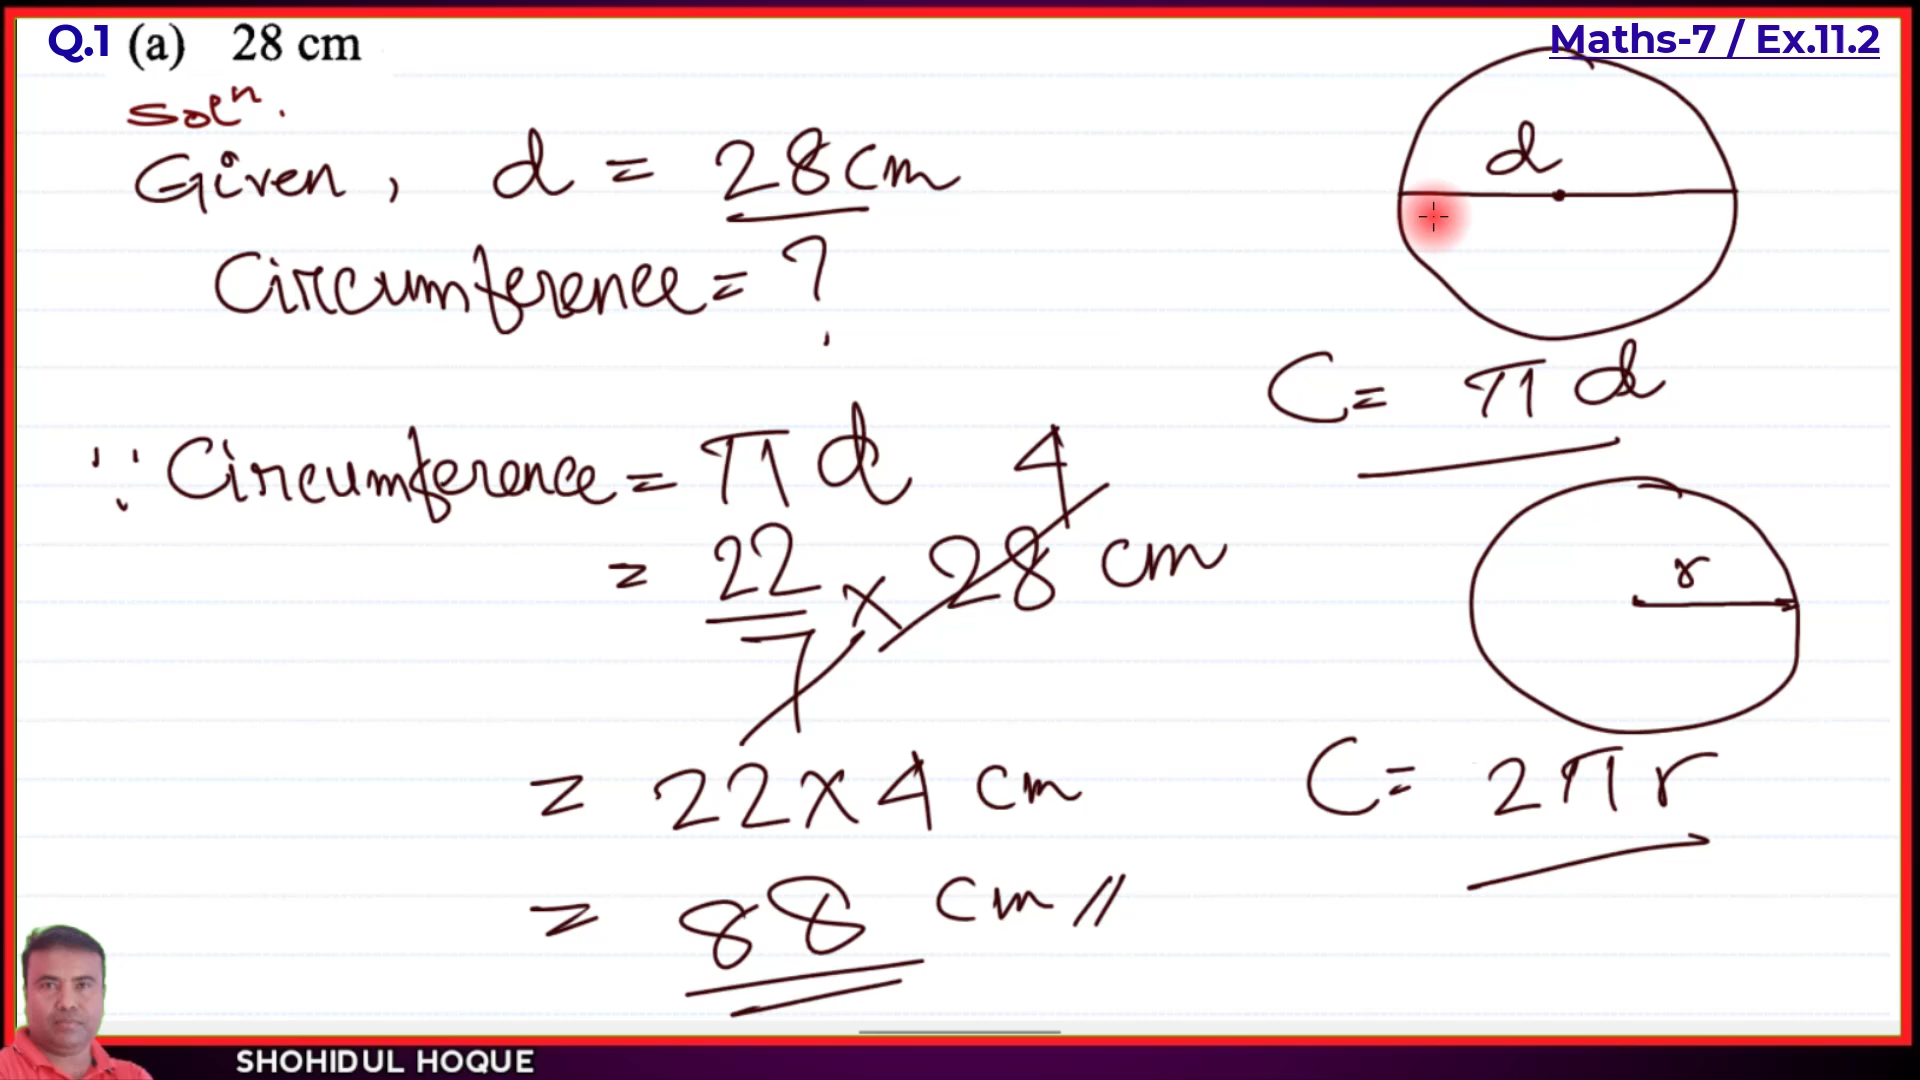 Q.1 (a) 28 cm
Maths-7 / Ex.11.2
Solⁿ.
Given, d = 28cm
Circumference = ?
∵ Circumference = πd
= 22/7 × 28 cm
4
= 22×4 cm
= 88 cm //
d
C = πd
r
C = 2πr
SHOHIDUL HOQUE